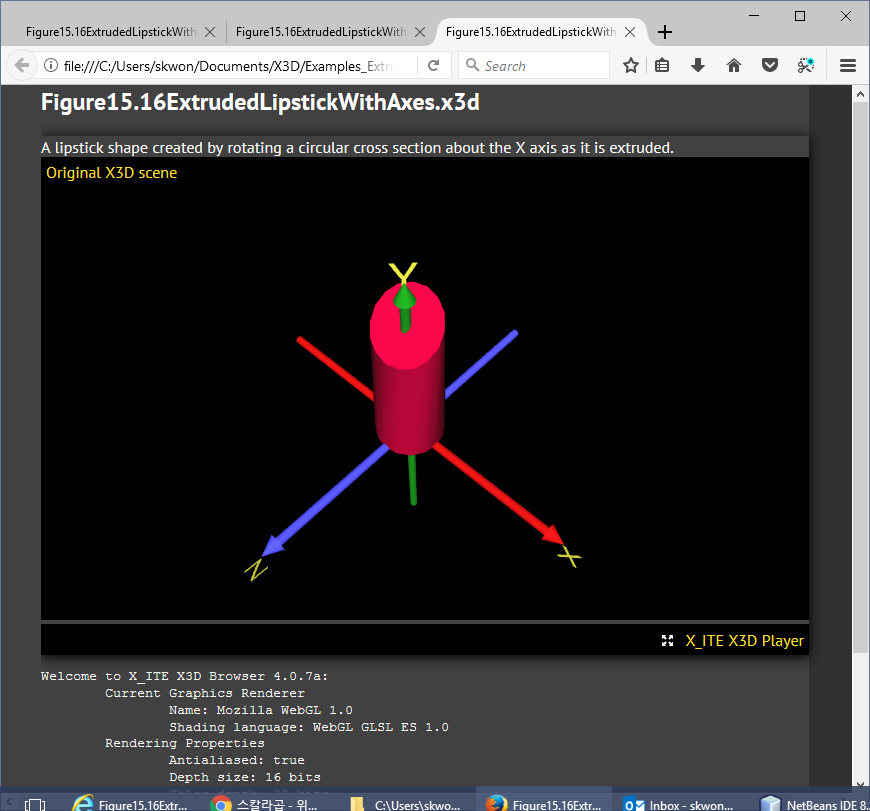 Figure15.16ExtrudedLipstickWith
Figure15.16ExtrudedLipstickWith
Figure15.16ExtrudedLipstickWith
file:///C:/Users/skwon/Documents/X3D/Examples_Extru
Search
Figure15.16ExtrudedLipstickWithAxes.x3d
A lipstick shape created by rotating a circular cross section about the X axis as it is extruded.
Original X3D scene
Y
Z
X
X_ITE X3D Player
Welcome to X_ITE X3D Browser 4.0.7a:
Current Graphics Renderer
Name: Mozilla WebGL 1.0
Shading language: WebGL GLSL ES 1.0
Rendering Properties
Antialiased: true
Depth size: 16 bits
Figure15.16Extr...
스칼라곱 - 위...
C:\Users\skwo...
Figure15.16Extr...
Inbox - skwon...
NetBeans IDE 8.